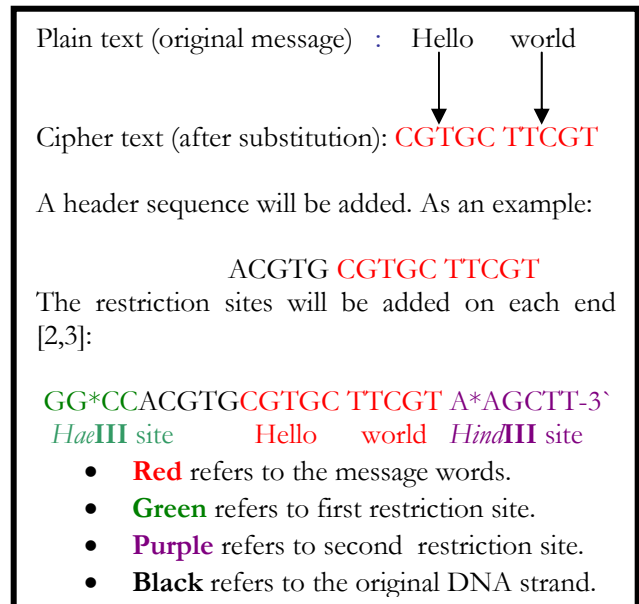 Plain text (original message) : Hello world
Cipher text (after substitution): CGTGC TTCGT
A header sequence will be added. As an example:
ACGTG CGTGC TTCGT
The restriction sites will be added on each end
[2,3]:
GG*CCACGTGCGTGC TTCGT A*AGCTT-3`
HaeIII site Hello world HindIII site
• Red refers to the message words.
• Green refers to first restriction site.
• Purple refers to second restriction site.
• Black refers to the original DNA strand.